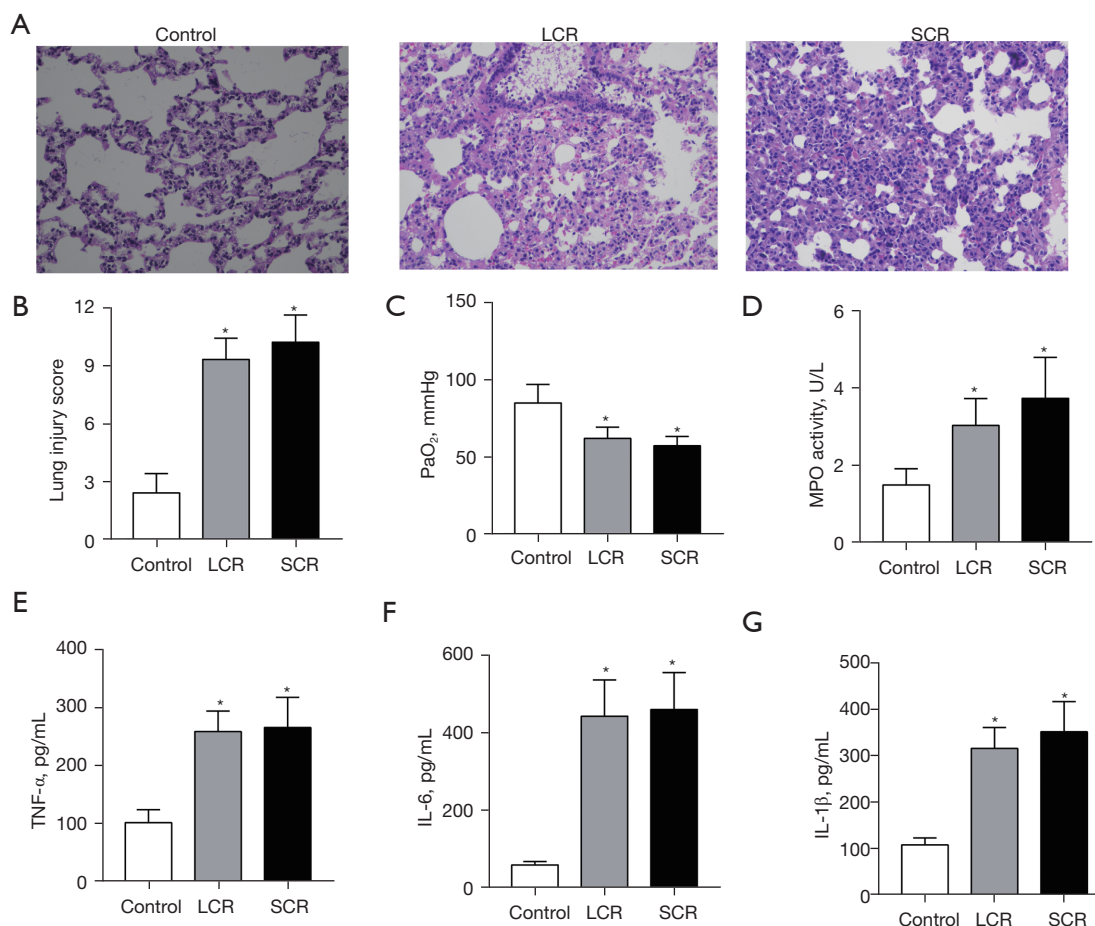 A
Control
LCR
SCR
B
Lung injury score
12
9
6
3
0
*
*
Control
LCR
SCR
C
PaO₂, mmHg
150
100
50
0
*
*
Control
LCR
SCR
D
MPO activity, U/L
6
4
2
0
*
*
Control
LCR
SCR
E
TNF-α, pg/mL
400
300
200
100
0
*
*
Control
LCR
SCR
F
IL-6, pg/mL
600
400
200
0
*
*
Control
LCR
SCR
G
IL-1β, pg/mL
500
400
300
200
100
0
*
*
Control
LCR
SCR